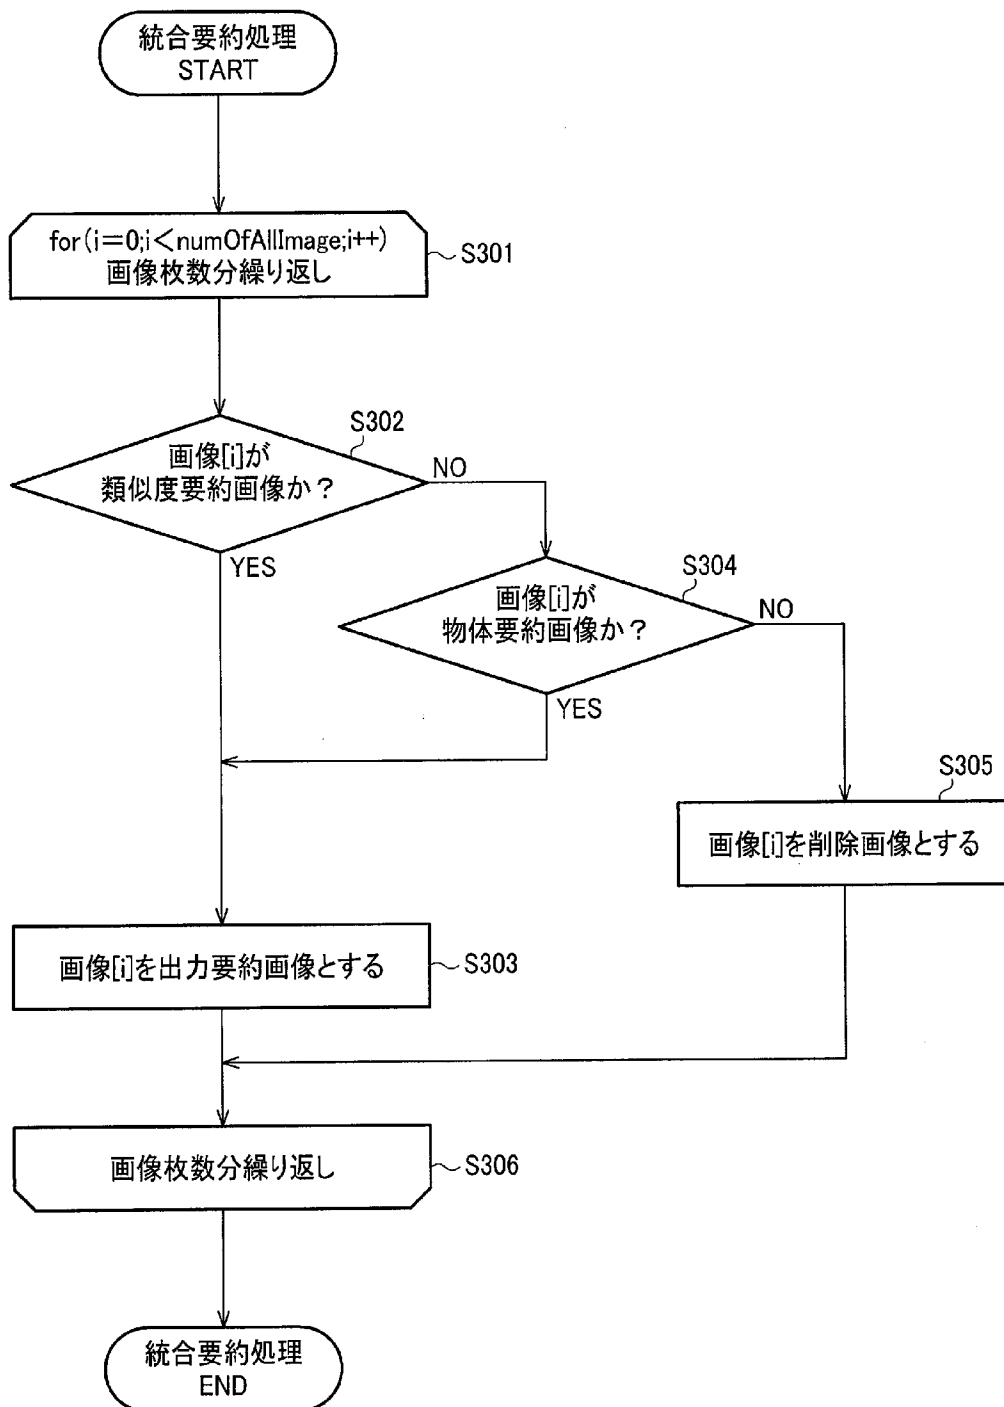 統合要約処理
START
for(i=0;i<numOfAllImage;i++)
画像枚数分繰り返し
S301
S302
画像[i]が
類似度要約画像か？
NO
YES
S304
画像[i]が
物体要約画像か？
NO
YES
S305
画像[i]を削除画像とする
画像[i]を出力要約画像とする
S303
画像枚数分繰り返し
S306
統合要約処理
END